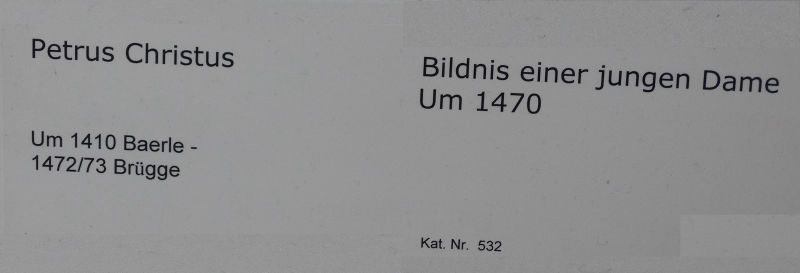 Petrus Christus
Um 1410 Baerle -
1472/73 Brügge
Bildnis einer jungen Dame
Um 1470
Kat. Nr. 532